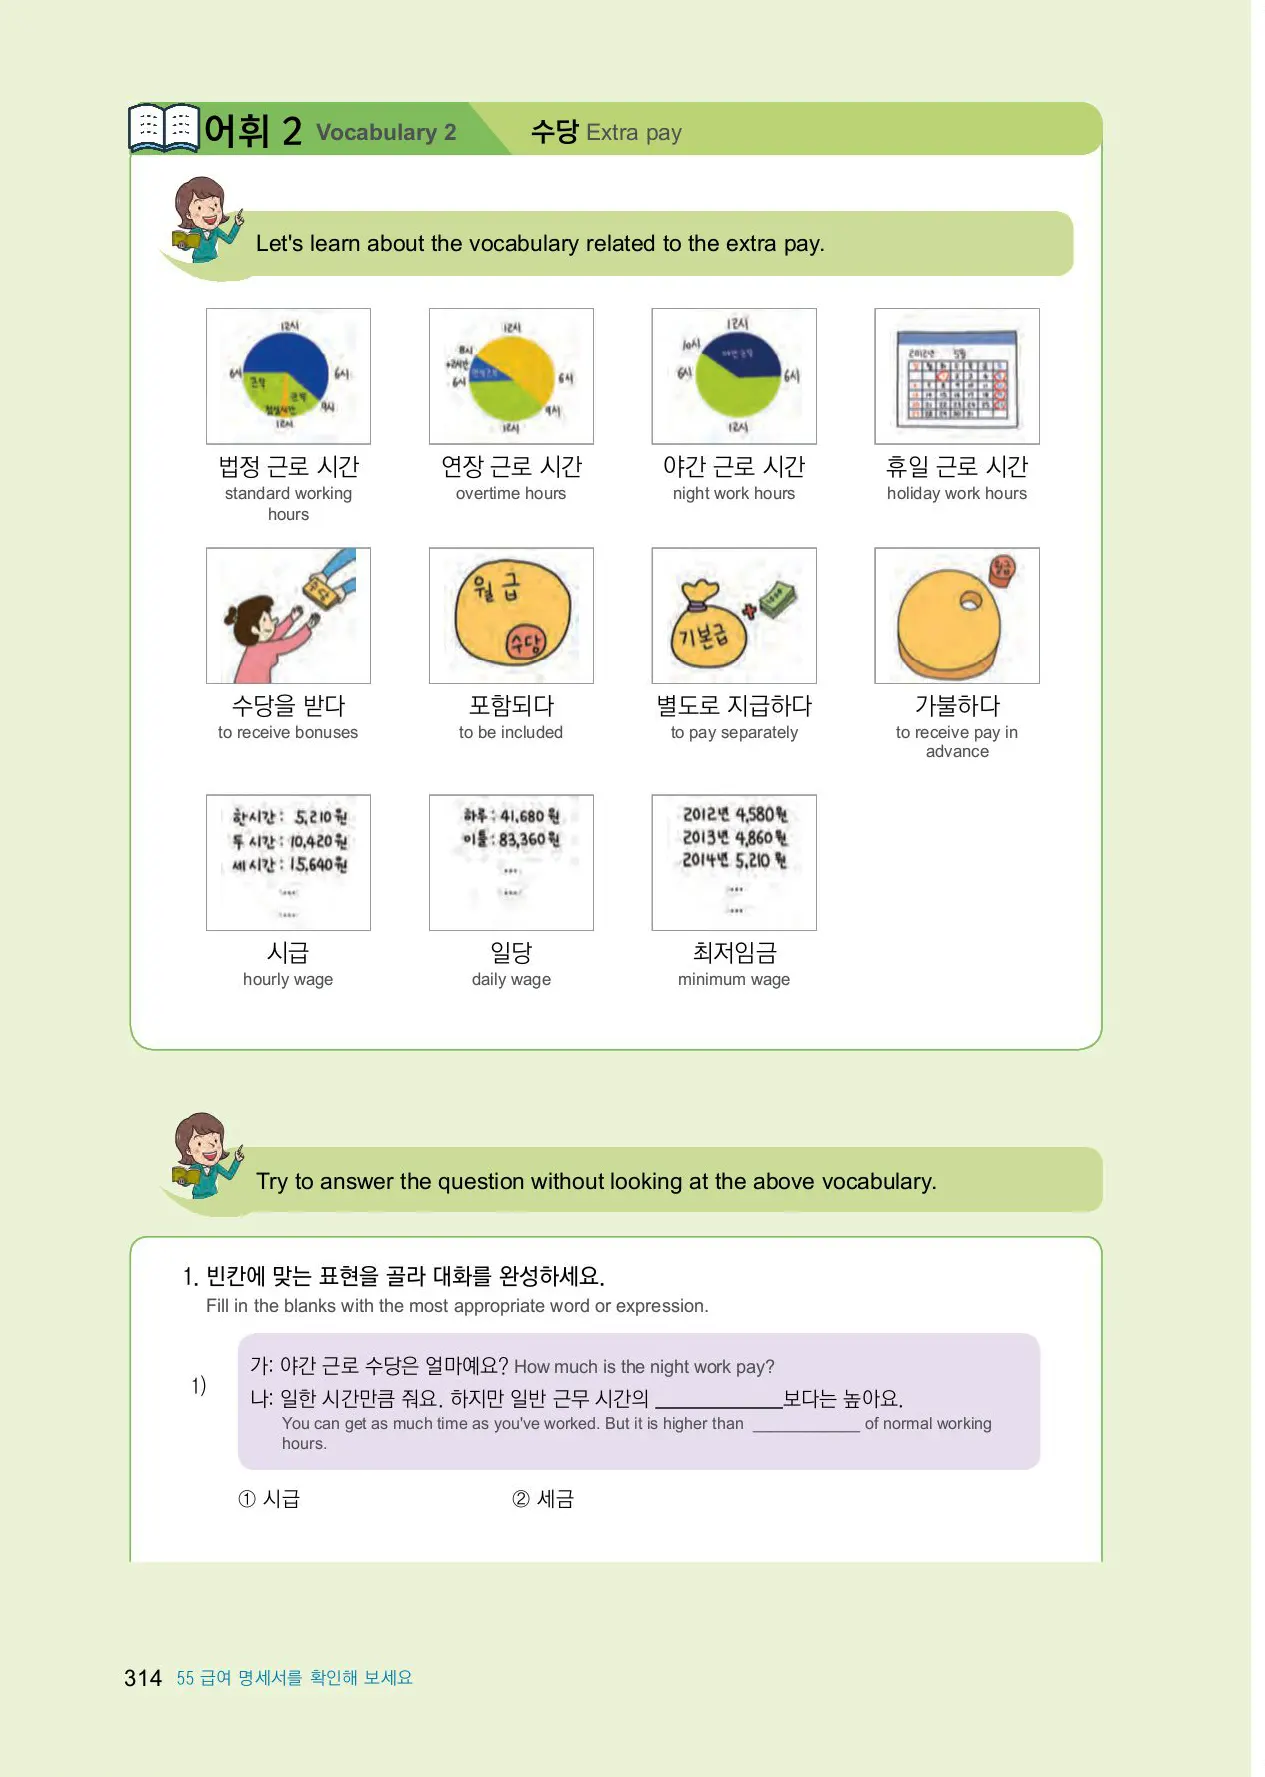 어휘 2 Vocabulary 2 수당 Extra pay
Let's learn about the vocabulary related to the extra pay.
12시
6시 6시
근무 근무
점심시간 9시
12시
12시
8시
+2시간 연장근로
6시 6시
9시
12시
12시
10시 야간 근로
6시 6시
12시
2012년 5월
법정 근로 시간
standard working
hours
연장 근로 시간
overtime hours
야간 근로 시간
night work hours
휴일 근로 시간
holiday work hours
수당
월급
수당
기본급
월급
수당을 받다
to receive bonuses
포함되다
to be included
별도로 지급하다
to pay separately
가불하다
to receive pay in
advance
한시간 : 5,210원
두 시간 : 10,420원
세 시간 : 15,640원
....
....
하루 : 41,680원
이틀 : 83,360원
...
...
2012년 4,580원
2013년 4,860원
2014년 5,210원
...
...
시급
hourly wage
일당
daily wage
최저임금
minimum wage
Try to answer the question without looking at the above vocabulary.
1. 빈칸에 맞는 표현을 골라 대화를 완성하세요.
Fill in the blanks with the most appropriate word or expression.
1)
가: 야간 근로 수당은 얼마예요? How much is the night work pay?
나: 일한 시간만큼 줘요. 하지만 일반 근무 시간의 ____________보다는 높아요.
You can get as much time as you've worked. But it is higher than ____________ of normal working
hours.
① 시급 ② 세금
314 55 급여 명세서를 확인해 보세요